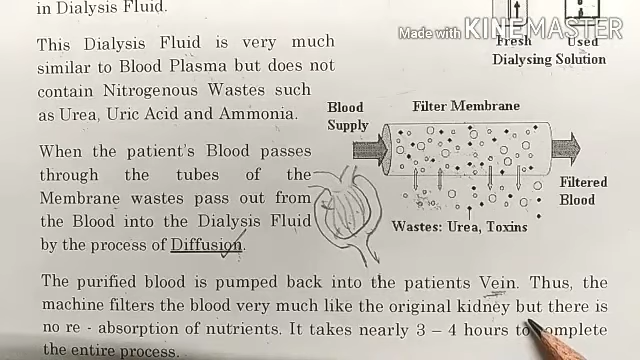 in Dialysis Fluid.
Made with KINEMASTER
Fresh Used
Dialysing Solution
This Dialysis Fluid is very much
similar to Blood Plasma but does not
contain Nitrogenous Wastes such
as Urea, Uric Acid and Ammonia.
Blood
Supply
Filter Membrane
When the patient's Blood passes
through the tubes of the
Membrane wastes pass out from
the Blood into the Dialysis Fluid
by the process of Diffusion.
Filtered
Blood
Wastes: Urea, Toxins
The purified blood is pumped back into the patients Vein. Thus, the
machine filters the blood very much like the original kidney but there is
no re - absorption of nutrients. It takes nearly 3 – 4 hours to complete
the entire process.